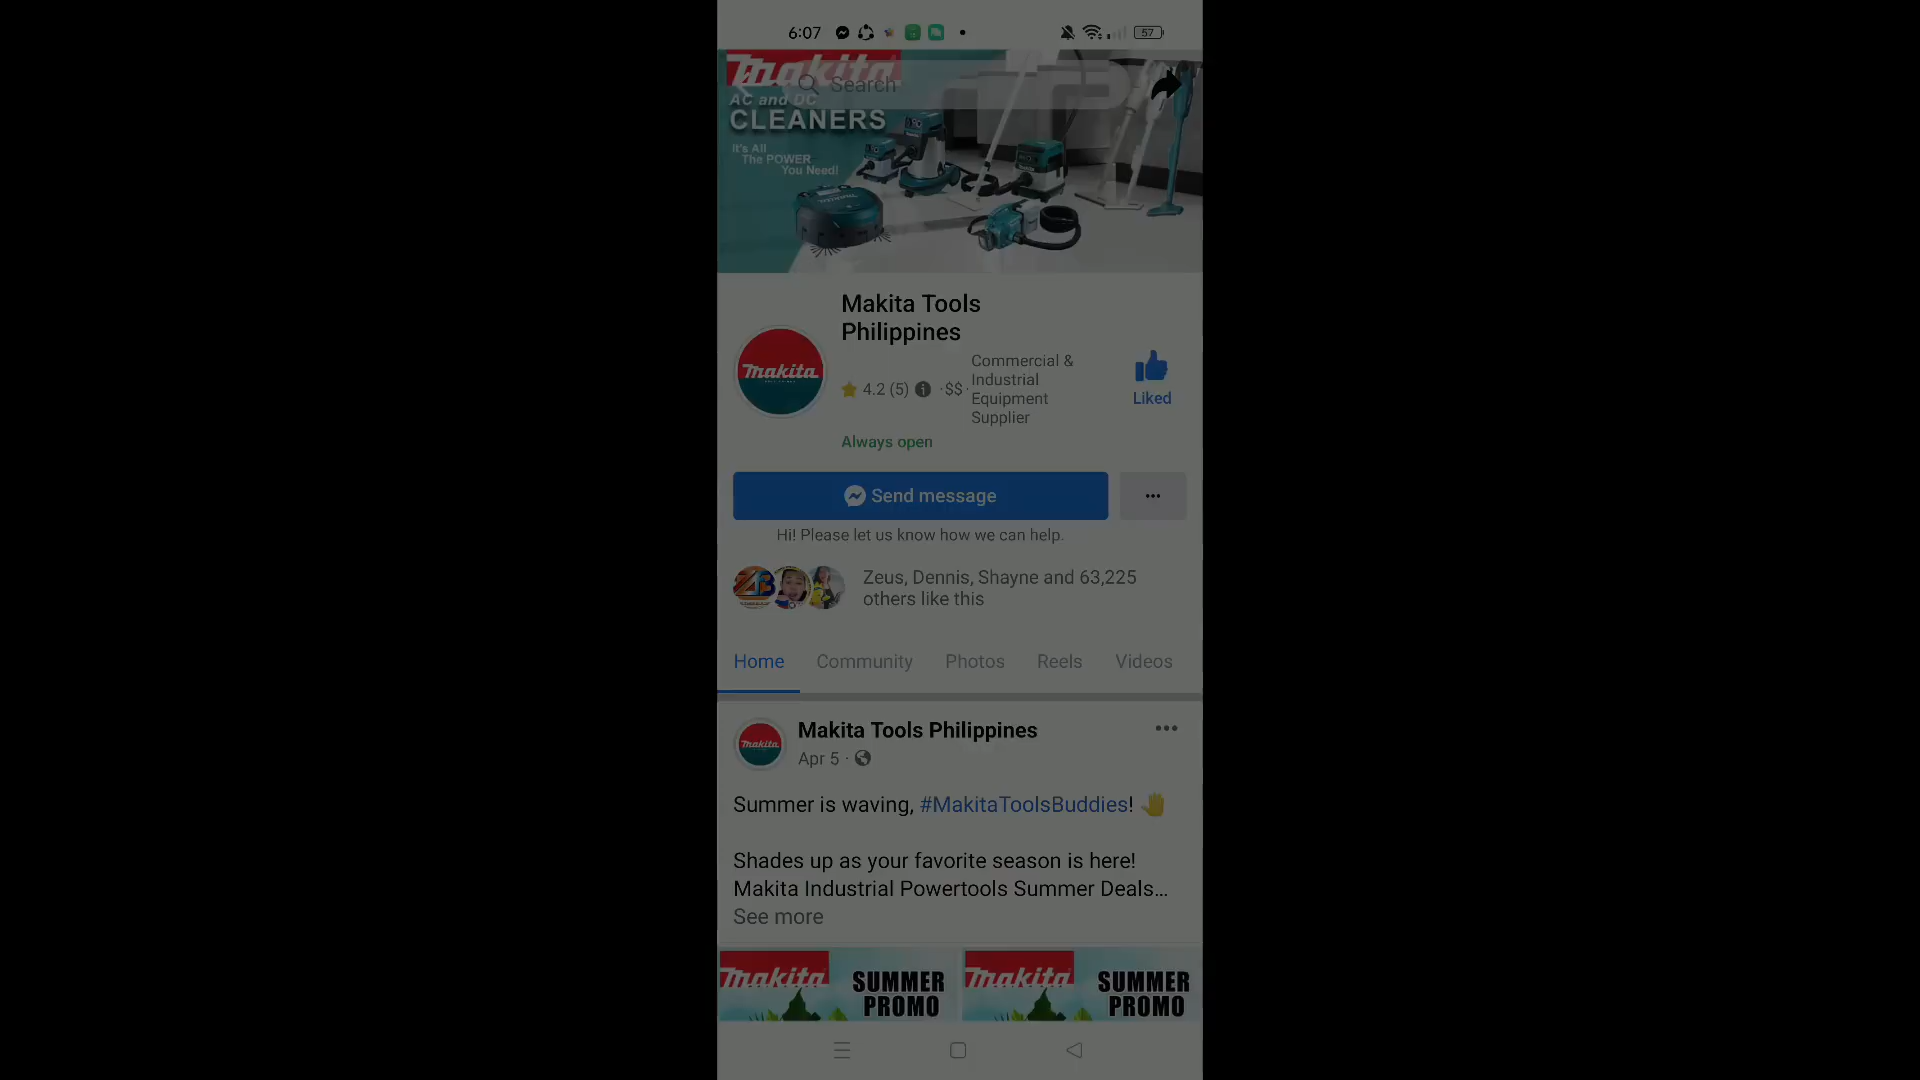 6:07
57
Makita
Search
AC and DC
CLEANERS
It's All
The POWER
You Need!
Makita Tools
Philippines
makita
4.2 (5) · $$ ·
Commercial &
Industrial
Equipment
Supplier
Liked
Always open
Send message
Hi! Please let us know how we can help.
Zeus, Dennis, Shayne and 63,225
others like this
Home Community Photos Reels Videos
makita
Makita Tools Philippines
Apr 5 ·
Summer is waving, #MakitaToolsBuddies! 🤚
Shades up as your favorite season is here!
Makita Industrial Powertools Summer Deals...
See more
makita SUMMER PROMO
makita SUMMER PROMO